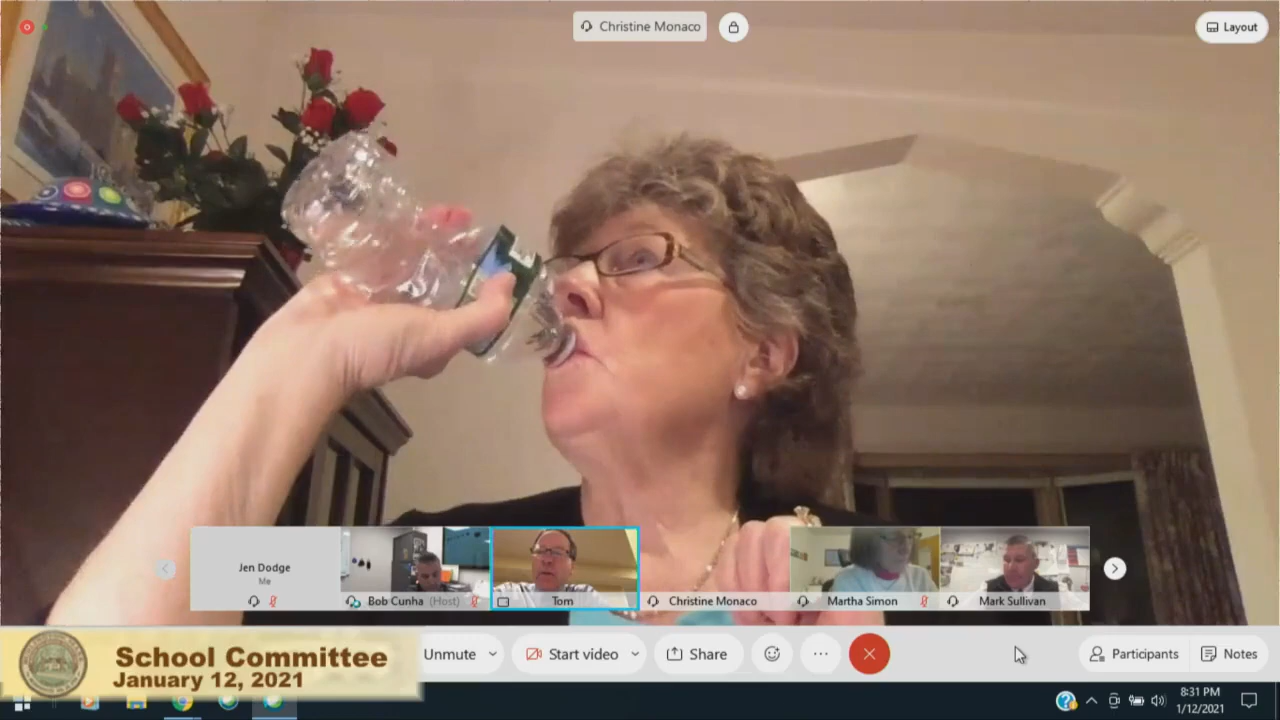 Christine Monaco
Layout
Jen Dodge
Me
Bob Cunha (Host)
Tom
Christine Monaco
Martha Simon
Mark Sullivan
School Committee
January 12, 2021
Unmute
Start video
Share
Participants
Notes
8:31 PM
1/12/2021